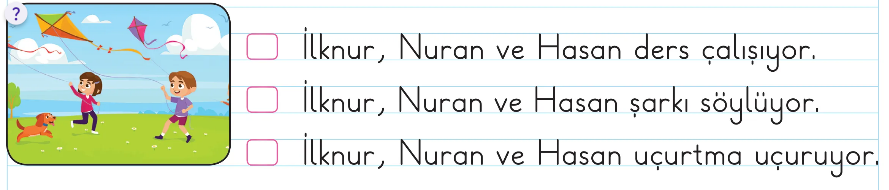 ?
İlknur, Nuran ve Hasan ders çalışıyor.
İlknur, Nuran ve Hasan şarkı söylüyor.
İlknur, Nuran ve Hasan uçurtma uçuruyor.